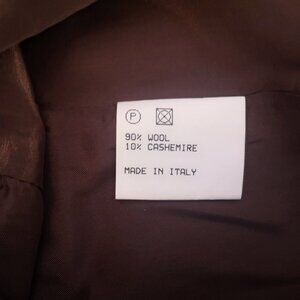 P
90% WOOL
10% CASHEMIRE
MADE IN ITALY